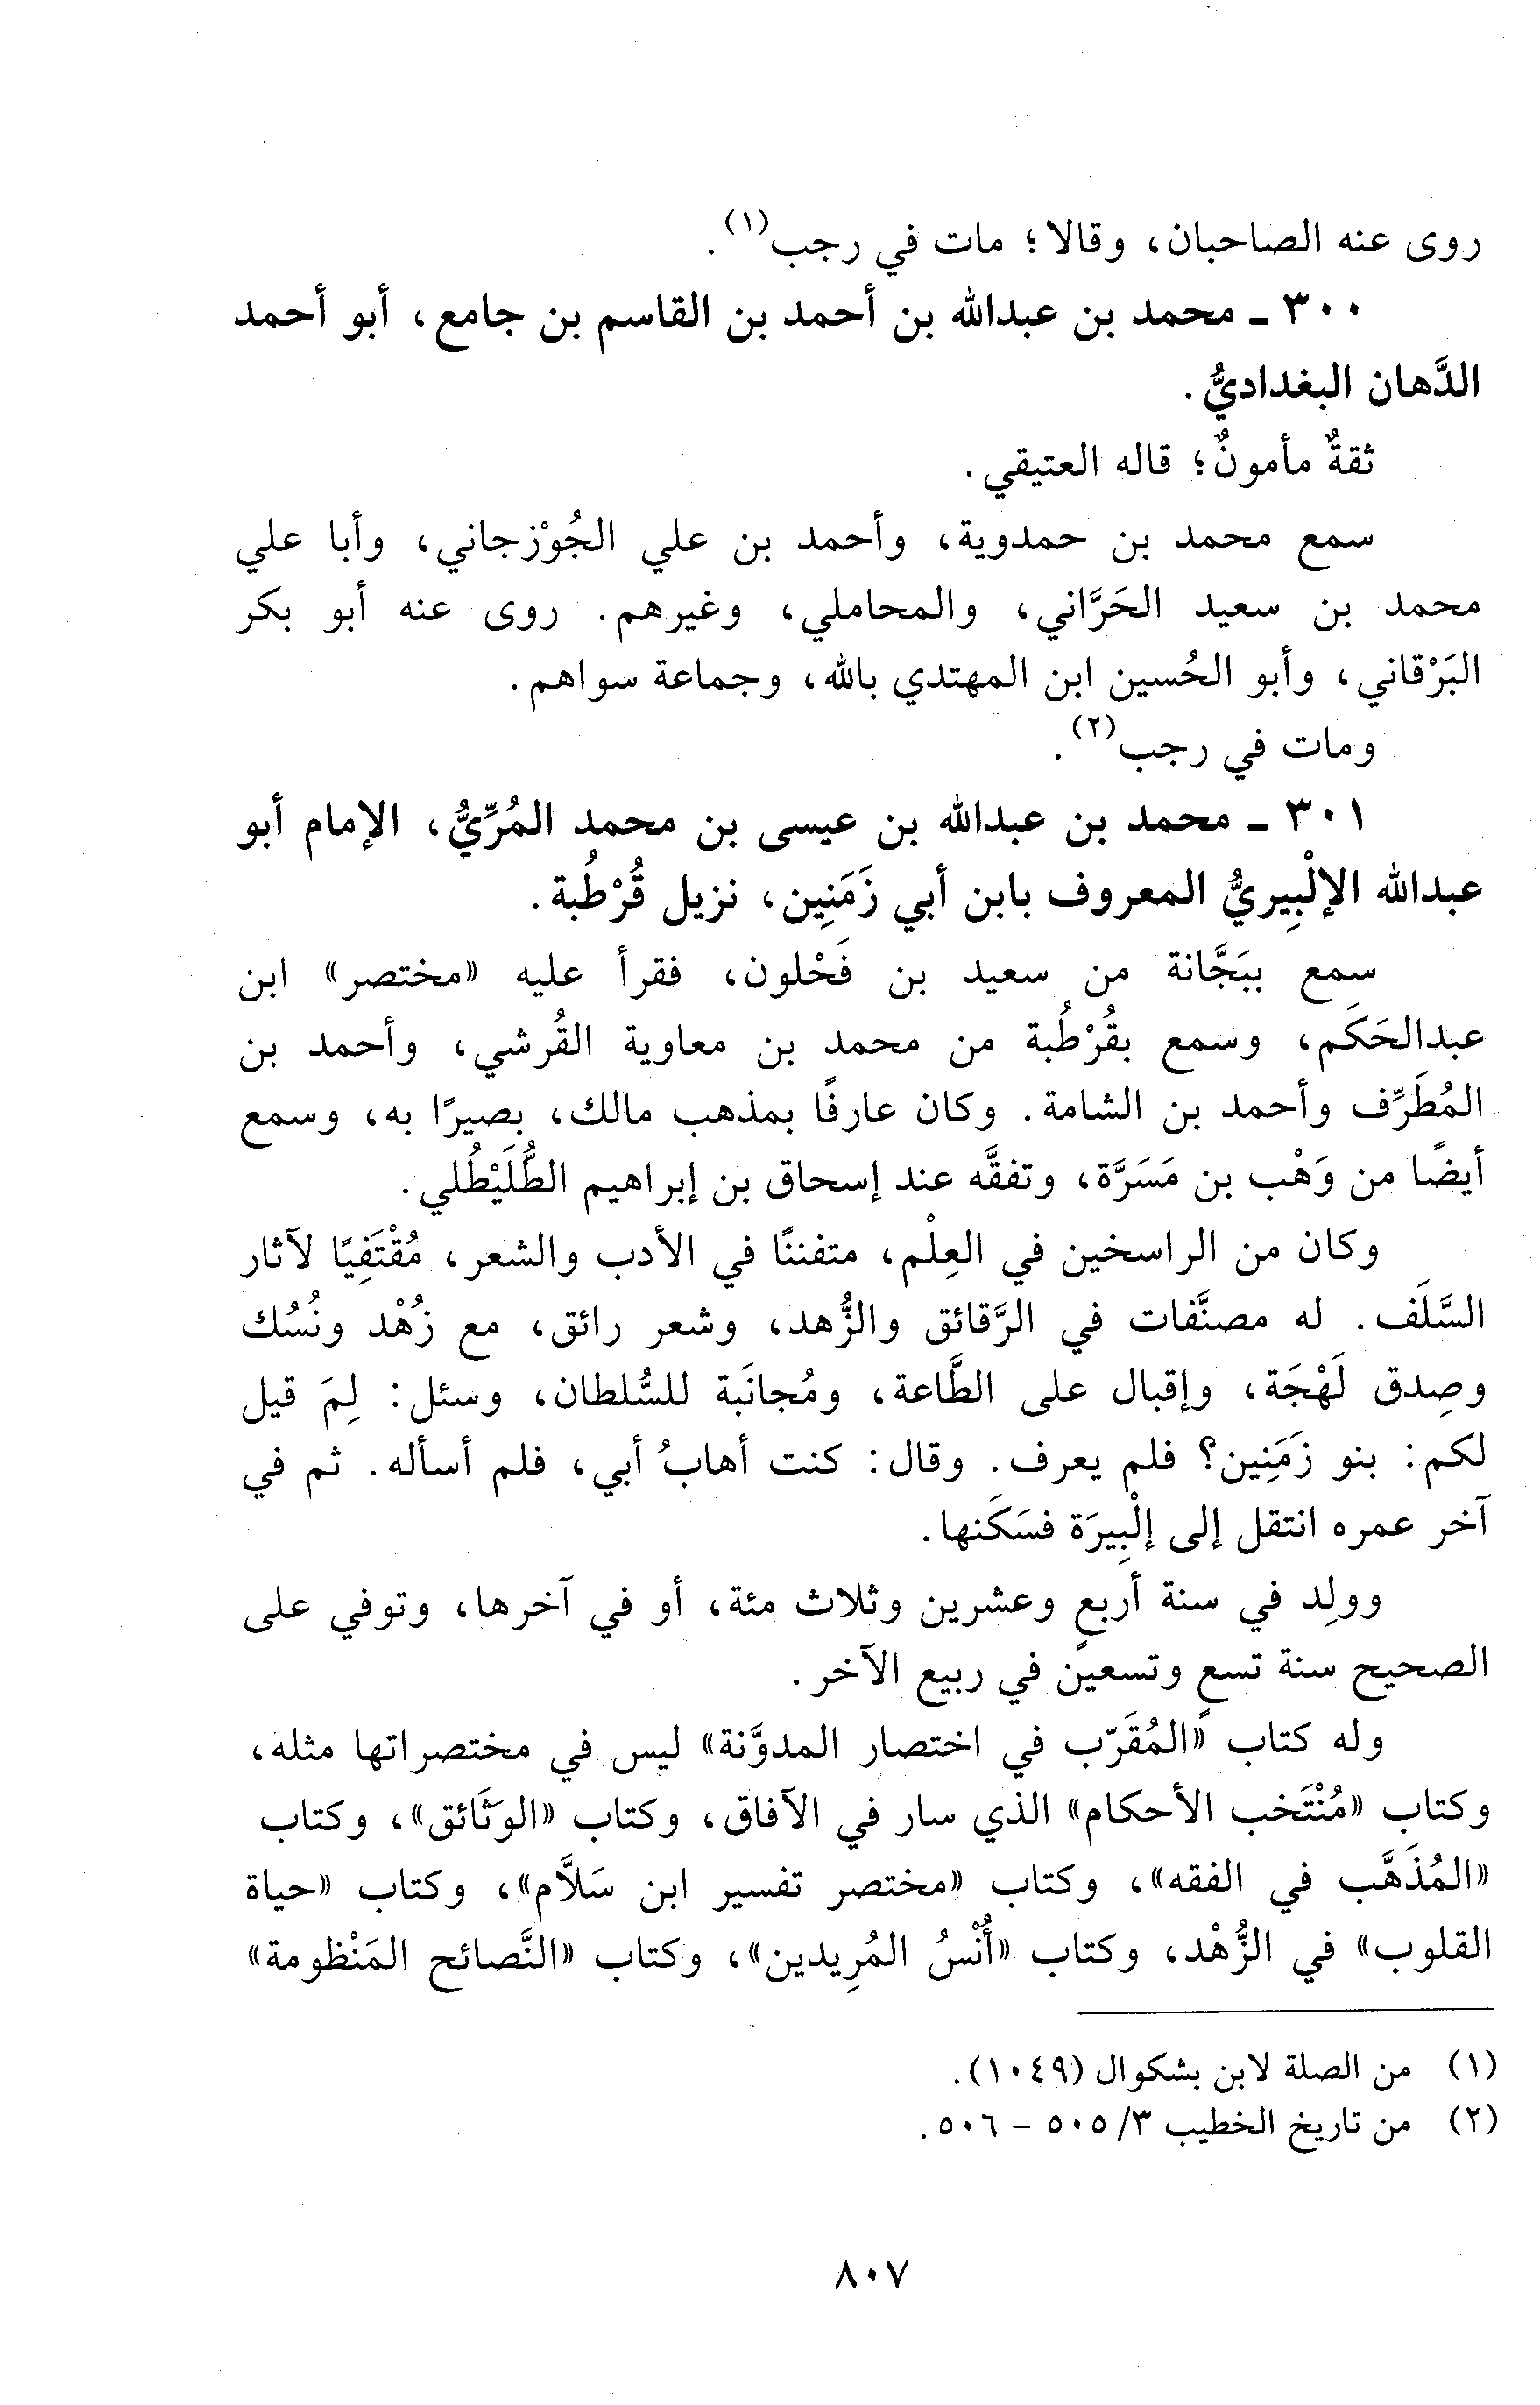 روى عنه الصاحبان، وقالا؛ مات في رجب(١).
٣٠٠ ـ محمد بن عبدالله بن أحمد بن القاسم بن جامع، أبو أحمد
الدَّهان البغداديُّ.
ثقةٌ مأمونٌ؛ قاله العتيقي.
سمع محمد بن حمدوية، وأحمد بن علي الجُوْزجاني، وأبا علي
محمد بن سعيد الحَرَّاني، والمحاملي، وغيرهم. روى عنه أبو بكر
البَرْقاني، وأبو الحُسين ابن المهتدي بالله، وجماعة سواهم.
ومات في رجب(٢).
٣٠١ ـ محمد بن عبدالله بن عيسى بن محمد المُرِّيُّ، الإمام أبو
عبدالله الإلْبِيريُّ المعروف بابن أبي زَمَنِين، نزيل قُرْطُبة.
سمع ببَجَّانة من سعيد بن فَحْلون، فقرأ عليه «مختصر» ابن
عبدالحَكَم، وسمع بقُرْطُبة من محمد بن معاوية القُرشي، وأحمد بن
المُطَرِّف وأحمد بن الشامة. وكان عارفًا بمذهب مالك، بصيرًا به، وسمع
أيضًا من وَهْب بن مَسَرَّة، وتفقَّه عند إسحاق بن إبراهيم الطُّلَيْطُلي.
وكان من الراسخين في العِلْم، متفننًا في الأدب والشعر، مُقْتَفِيًا لآثار
السَّلَف. له مصنَّفات في الرَّقائق والزُّهد، وشعر رائق، مع زُهْد ونُسُك
وصِدق لَهْجَة، وإقبال على الطَّاعة، ومُجانَبة للسُّلطان، وسئل: لِمَ قيل
لكم: بنو زَمَنِين؟ فلم يعرف. وقال: كنت أهابُ أبي، فلم أسأله. ثم في
آخر عمره انتقل إلى إلْبِيرَة فسَكَنها.
وولِد في سنة أربعٍ وعشرين وثلاث مئة، أو في آخرها، وتوفي على
الصحيح سنة تسعٍ وتسعين في ربيع الآخر.
وله كتاب «المُقَرّب في اختصار المدوَّنة» ليس في مختصراتها مثله،
وكتاب «مُنْتَخب الأحكام» الذي سار في الآفاق، وكتاب «الوَثَائق»، وكتاب
«المُذَهَّب في الفقه»، وكتاب «مختصر تفسير ابن سَلاَّم»، وكتاب «حياة
القلوب» في الزُّهْد، وكتاب «أُنْسُ المُرِيدين»، وكتاب «النَّصائح المَنْظومة»
(١) من الصلة لابن بشكوال (١٠٤٩).
(٢) من تاريخ الخطيب ٣/ ٥٠٥ - ٥٠٦.
٨٠٧